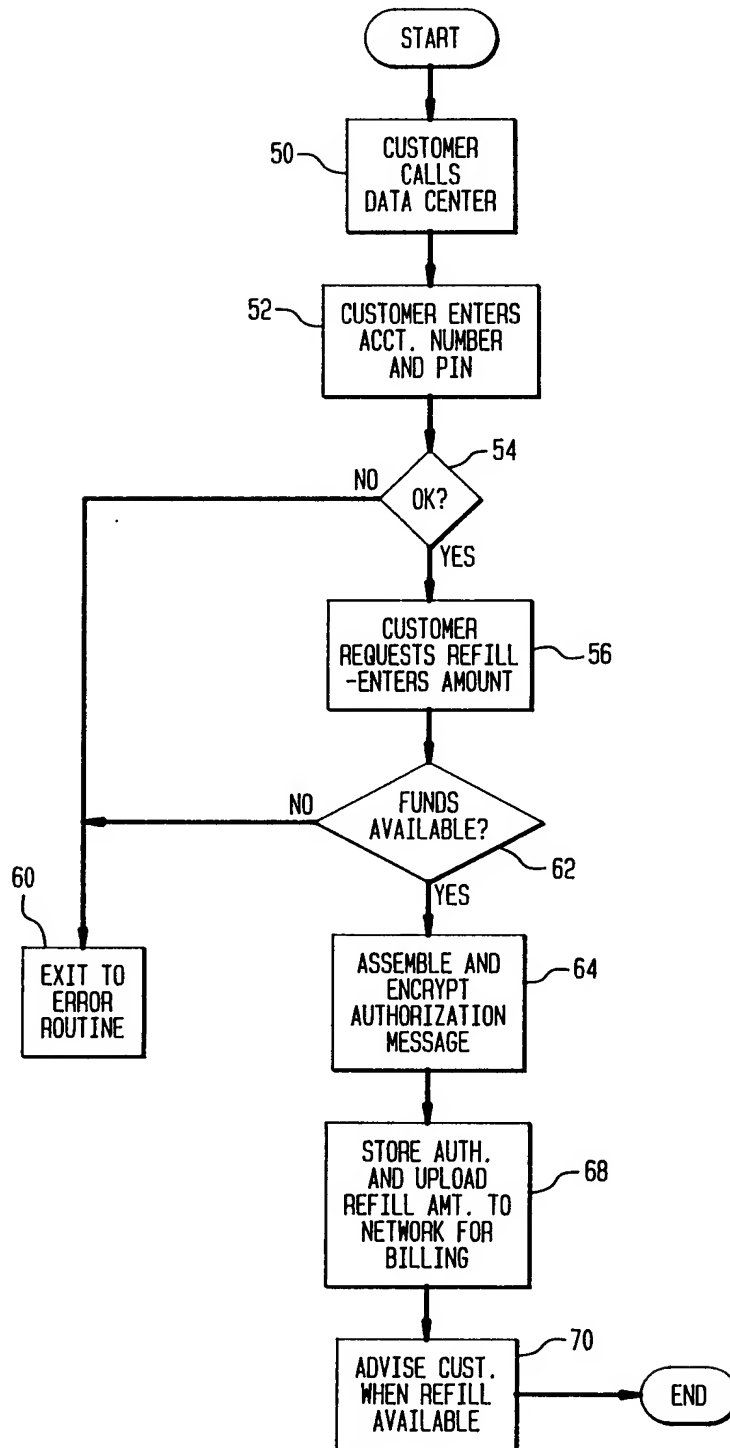 START
50
CUSTOMER
CALLS
DATA CENTER
52
CUSTOMER ENTERS
ACCT. NUMBER
AND PIN
54
NO
OK?
YES
CUSTOMER
REQUESTS REFILL
-ENTERS AMOUNT
56
NO
FUNDS
AVAILABLE?
62
YES
60
EXIT TO
ERROR
ROUTINE
ASSEMBLE AND
ENCRYPT
AUTHORIZATION
MESSAGE
64
STORE AUTH.
AND UPLOAD
REFILL AMT. TO
NETWORK FOR
BILLING
68
70
ADVISE CUST.
WHEN REFILL
AVAILABLE
END